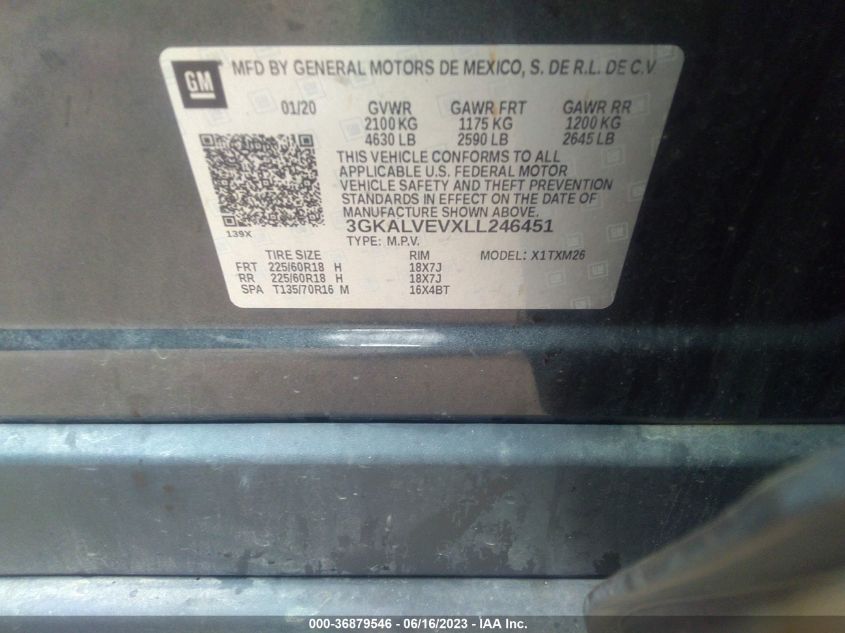 GM
MFD BY GENERAL MOTORS DE MEXICO, S. DE R.L. DE C.V
01/20 GVWR GAWR FRT GAWR RR
2100 KG 1175 KG 1200 KG
4630 LB 2590 LB 2645 LB
THIS VEHICLE CONFORMS TO ALL
APPLICABLE U.S. FEDERAL MOTOR
VEHICLE SAFETY AND THEFT PREVENTION
STANDARDS IN EFFECT ON THE DATE OF
MANUFACTURE SHOWN ABOVE.
139X
3GKALVEVXLL246451
TYPE: M.P.V.
TIRE SIZE RIM MODEL: X1TXM26
FRT 225/60R18 H 18X7J
RR 225/60R18 H 18X7J
SPA T135/70R16 M 16X4BT
000-36879546 - 06/16/2023 - IAA Inc.